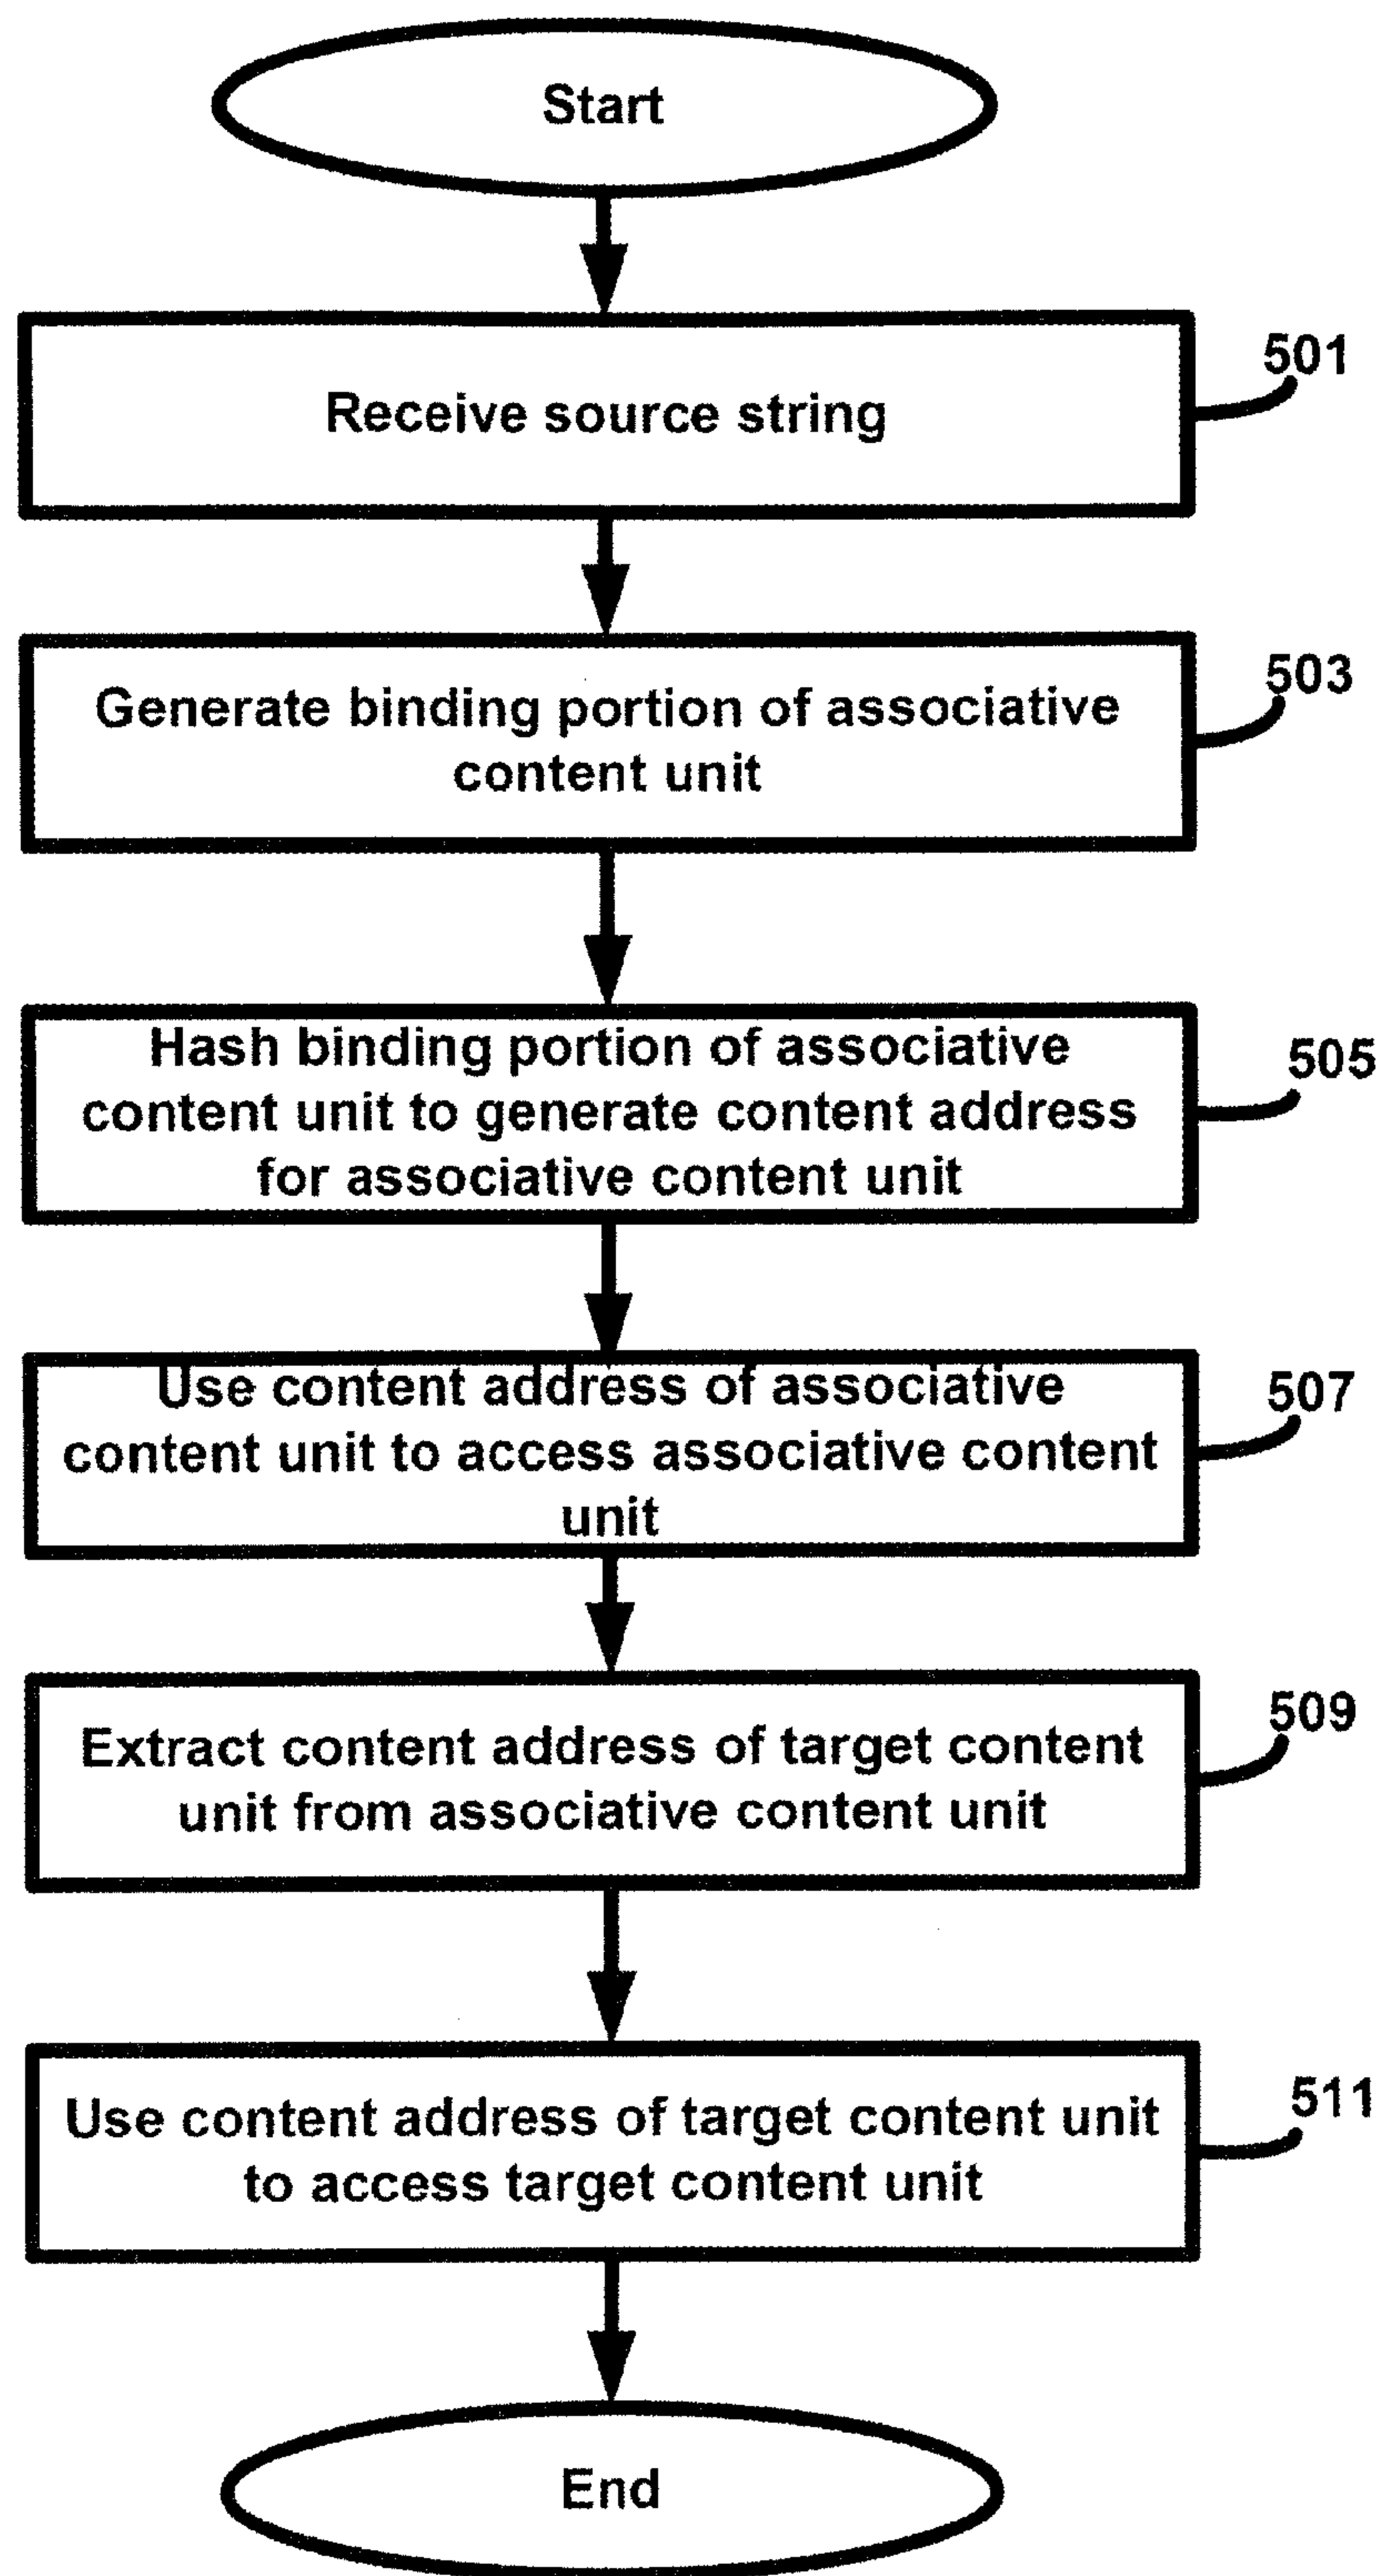 Start
501
Receive source string
503
Generate binding portion of associative
content unit
505
Hash binding portion of associative
content unit to generate content address
for associative content unit
507
Use content address of associative
content unit to access associative content
unit
509
Extract content address of target content
unit from associative content unit
511
Use content address of target content unit
to access target content unit
End